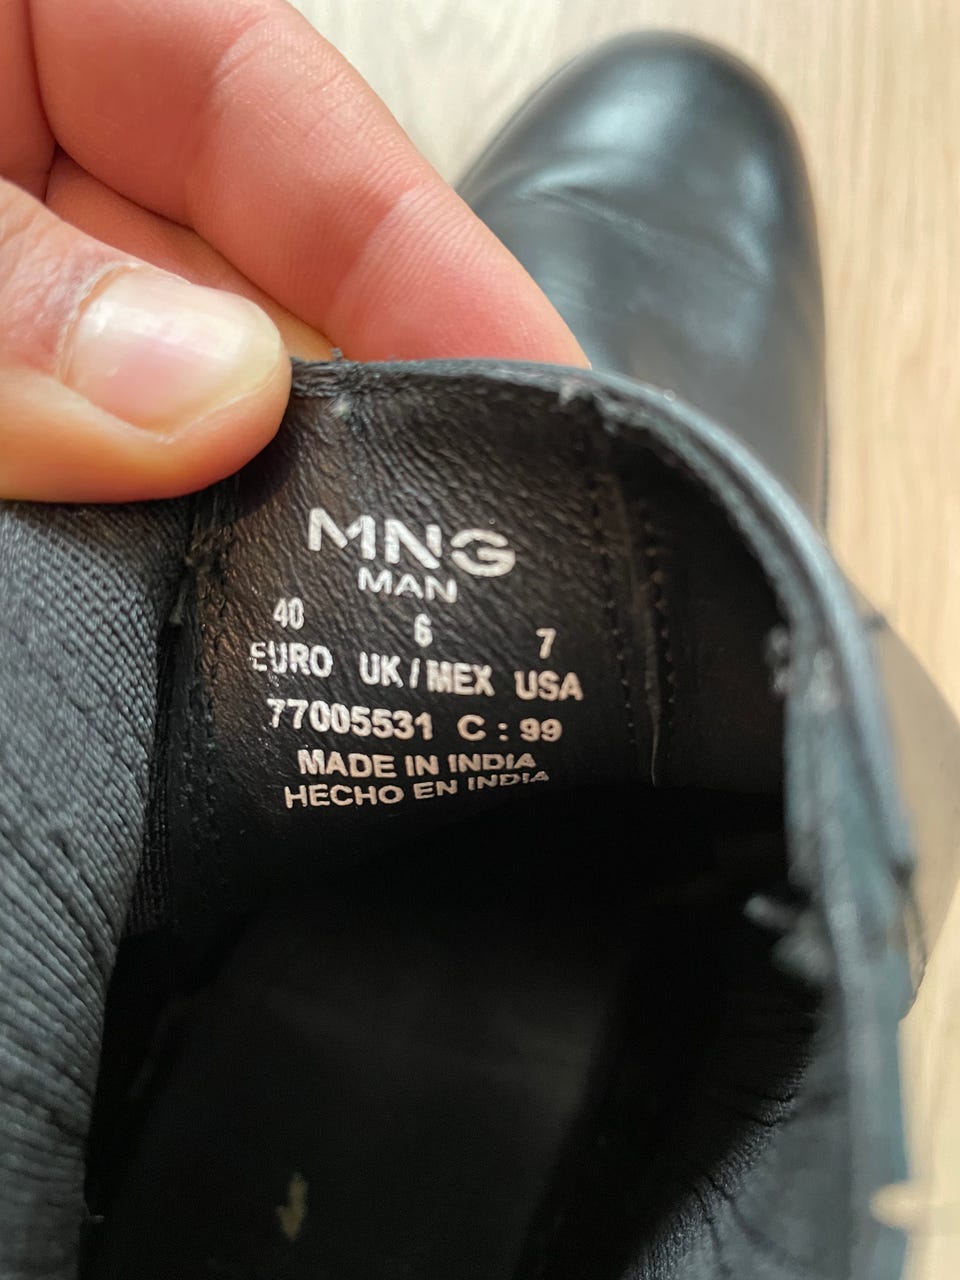 MNG
MAN
40 6 7
EURO UK/MEX USA
77005531 C : 99
MADE IN INDIA
HECHO EN INDIA